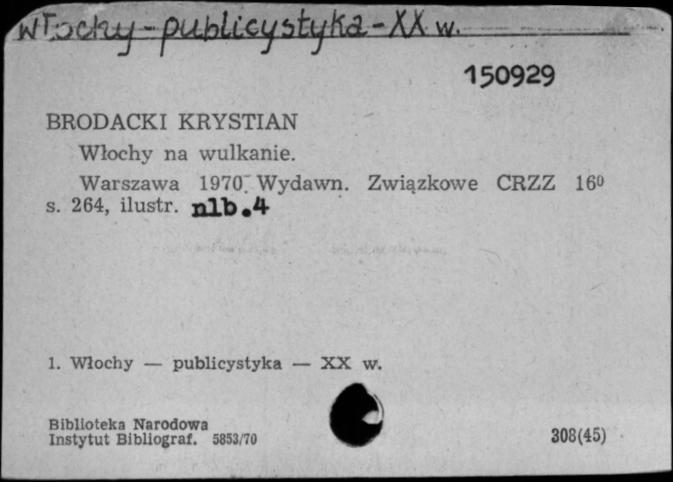 Włochy - publicystyka - XX w.
150929
BRODACKI KRYSTIAN
Włochy na wulkanie.
Warszawa 1970. Wydawn. Związkowe CRZZ 16⁰
s. 264, ilustr. nlb.4
1. Włochy — publicystyka — XX w.
Biblioteka Narodowa
Instytut Bibliograf. 5853/70
308(45)